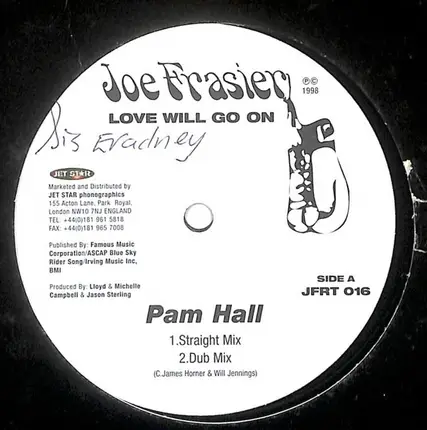 Joe Frasier
℗© 1998
LOVE WILL GO ON
Sis Eradney
JET STAR
Marketed and Distributed by
JET STAR phonographics
155 Acton Lane, Park Royal,
London NW10 7NJ ENGLAND
TEL +44(0)181 961 5818
FAX: +44(0)181 965 7008
Published By: Famous Music
Corporation/ASCAP Blue Sky
Rider Song/Irving Music Inc,
BMI
Produced By: Lloyd & Michelle
Campbell & Jason Sterling
SIDE A
JFRT 016
Pam Hall
1.Straight Mix
2.Dub Mix
(C.James Horner & Will Jennings)